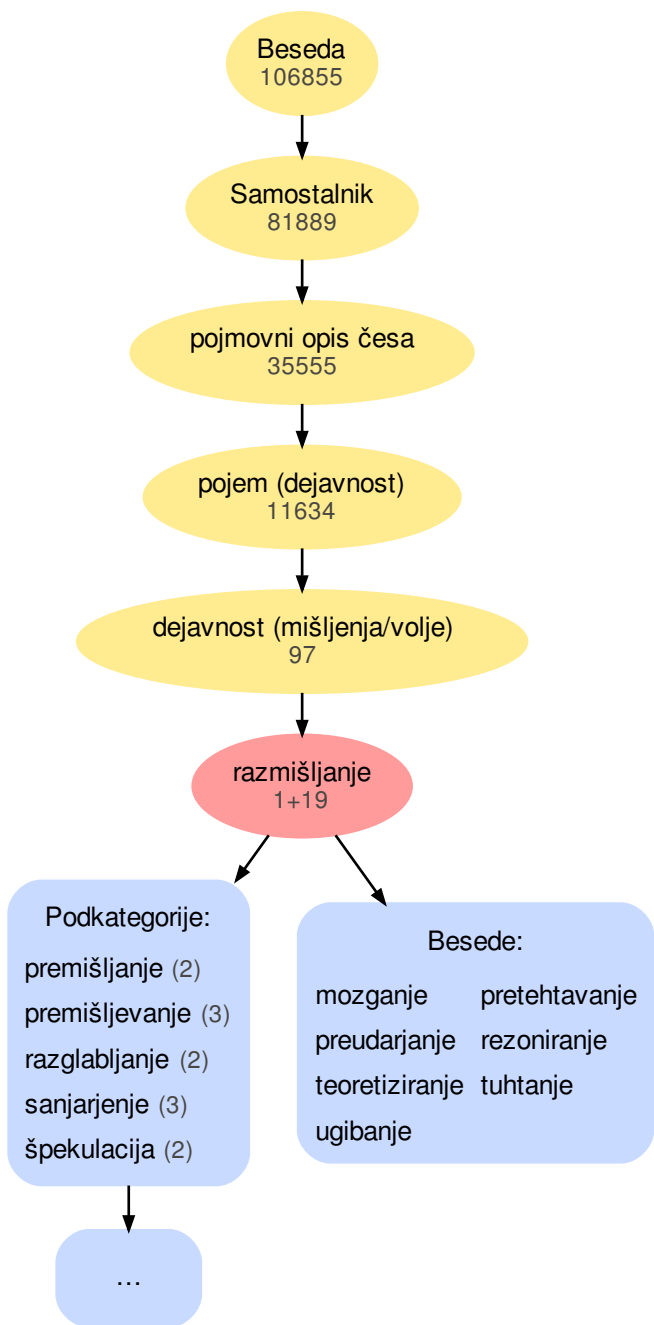 Beseda
106855
Samostalnik
81889
pojmovni opis česa
35555
pojem (dejavnost)
11634
dejavnost (mišljenja/volje)
97
razmišljanje
1+19
Podkategorije:
premišljanje (2)
premišljevanje (3)
razglabljanje (2)
sanjarjenje (3)
špekulacija (2)
...
Besede:
mozganje pretehtavanje
preudarjanje rezoniranje
teoretiziranje tuhtanje
ugibanje